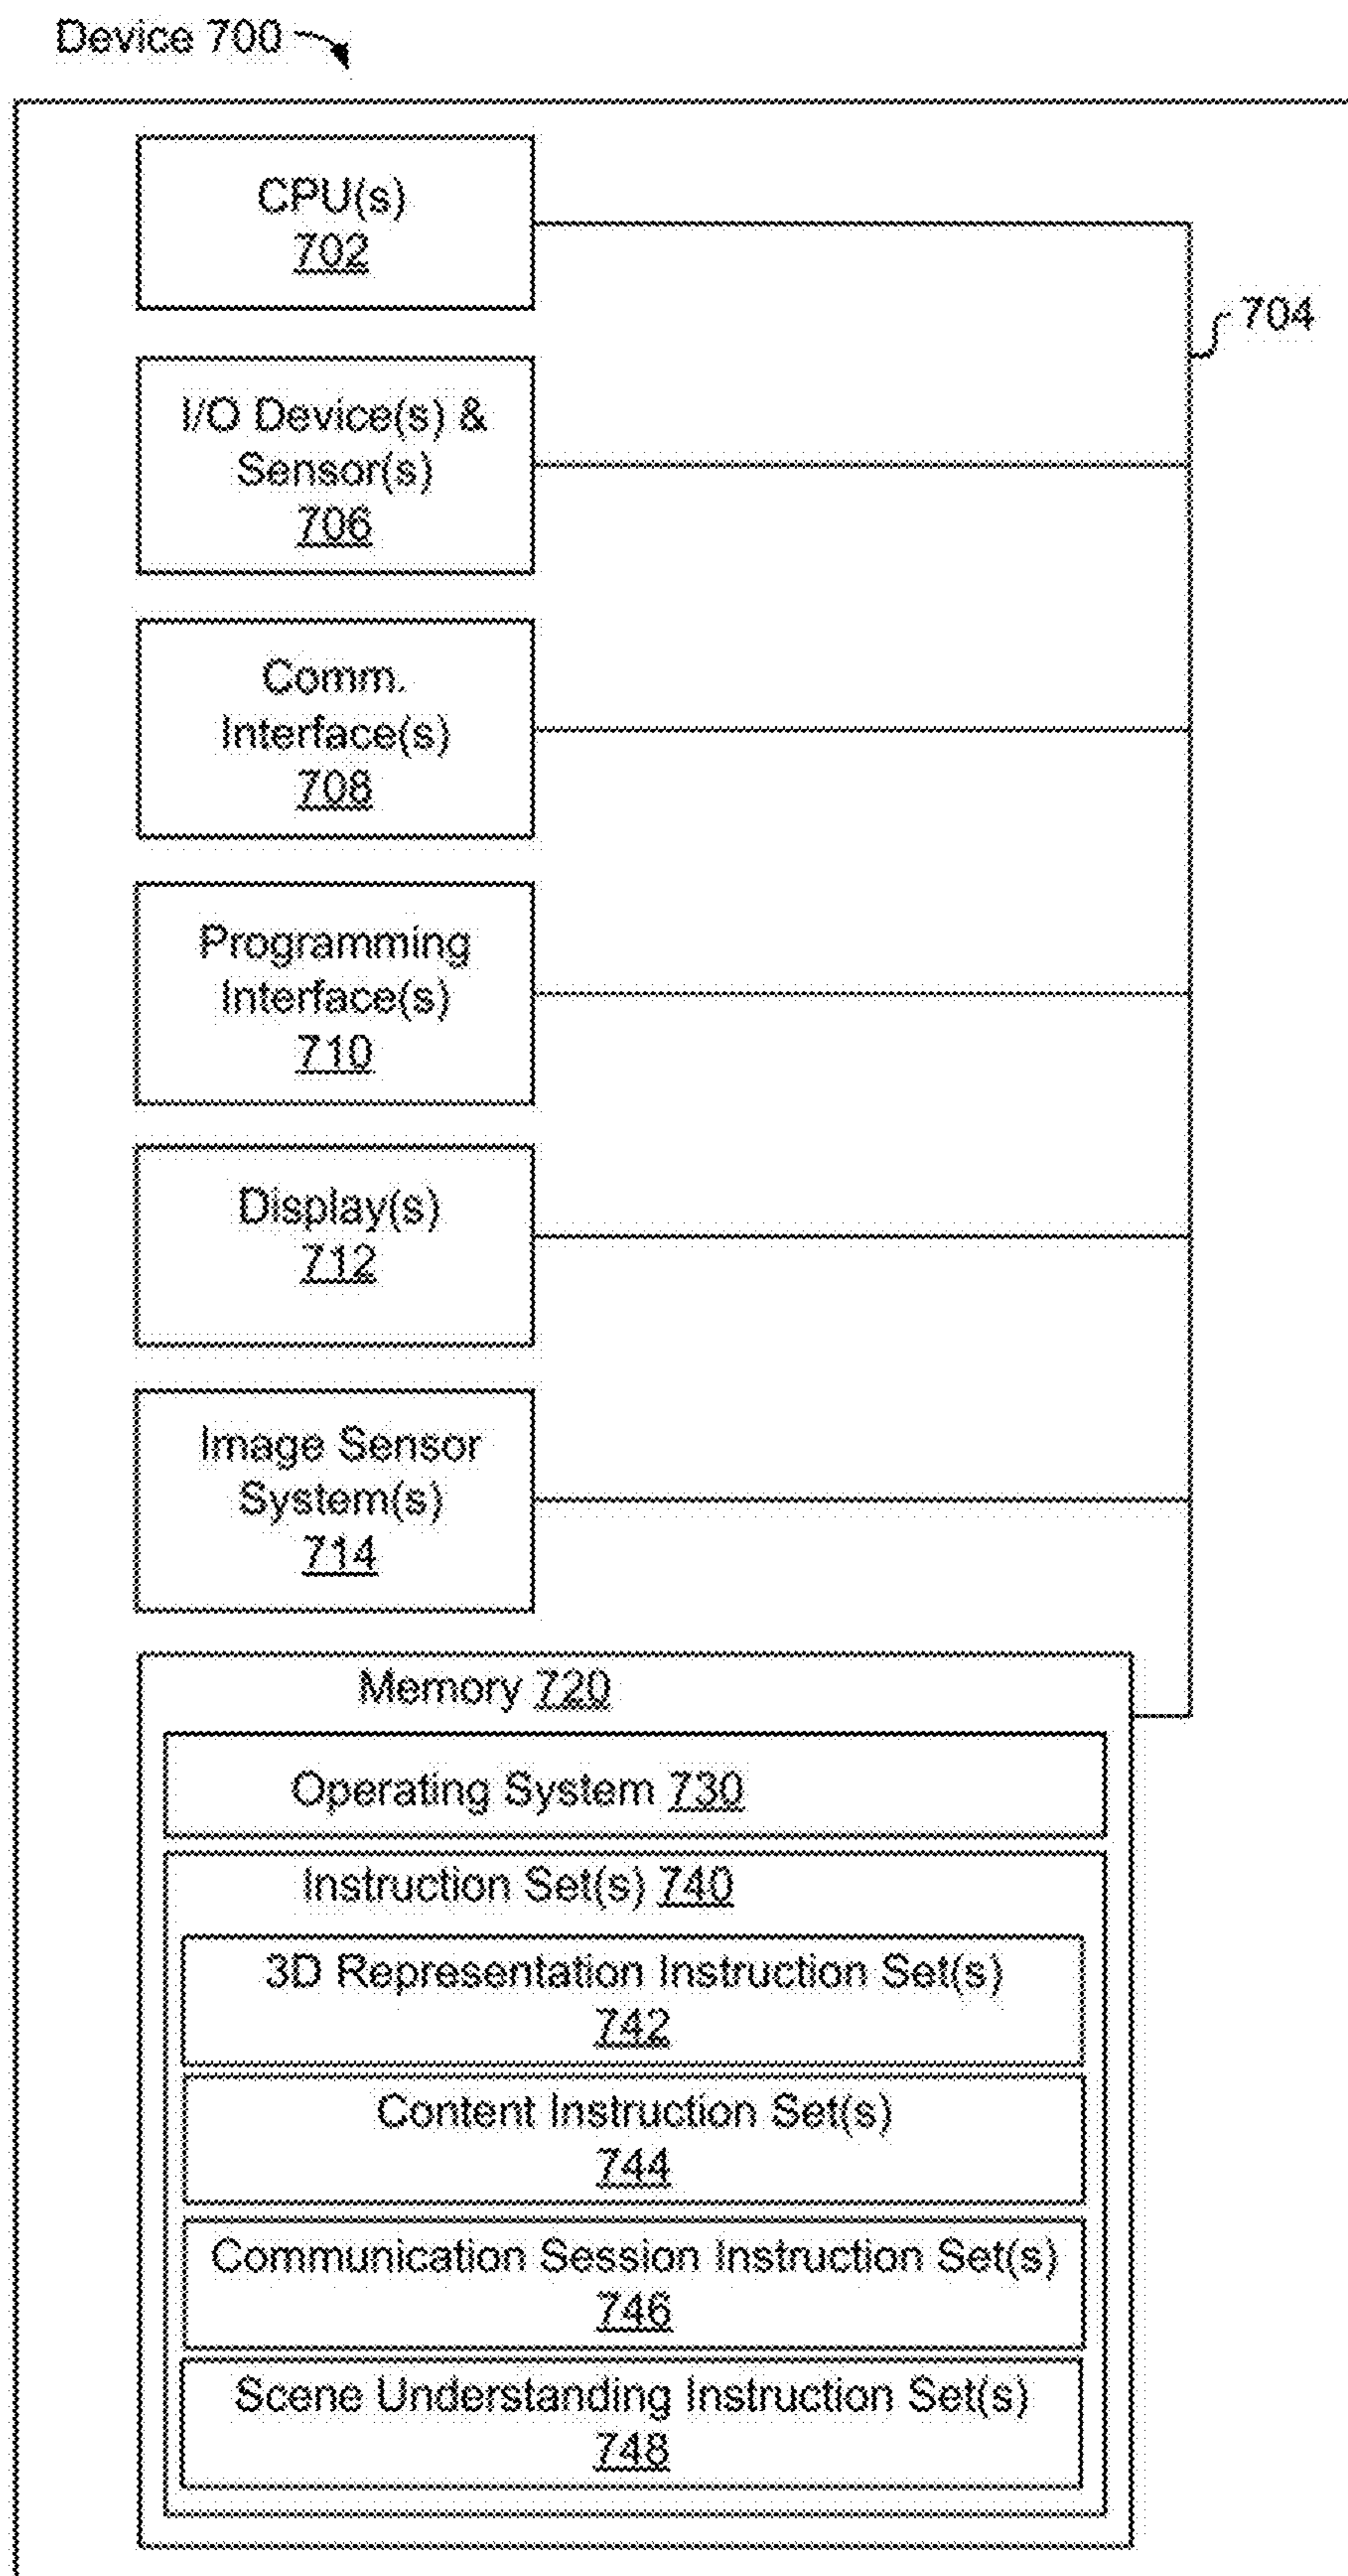 Device 700
CPU(s)
702
704
I/O Device(s) &
Sensor(s)
706
Comm.
Interface(s)
708
Programming
Interface(s)
710
Display(s)
712
Image Sensor
System(s)
714
Memory 720
Operating System 730
Instruction Set(s) 740
3D Representation Instruction Set(s)
742
Content Instruction Set(s)
744
Communication Session Instruction Set(s)
746
Scene Understanding Instruction Set(s)
748